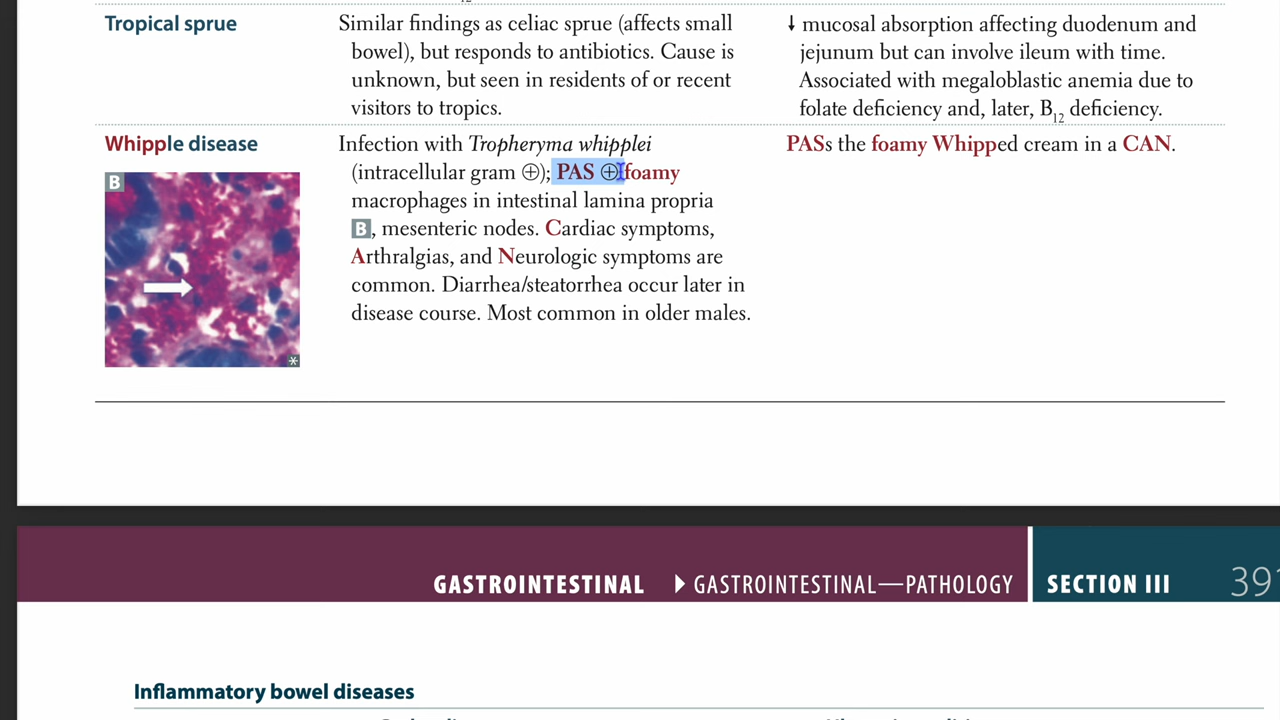 Tropical sprue
Similar findings as celiac sprue (affects small
bowel), but responds to antibiotics. Cause is
unknown, but seen in residents of or recent
visitors to tropics.
↓ mucosal absorption affecting duodenum and
jejunum but can involve ileum with time.
Associated with megaloblastic anemia due to
folate deficiency and, later, B12 deficiency.
Whipple disease
B
Infection with Tropheryma whipplei
(intracellular gram ⊕); PAS ⊕ foamy
macrophages in intestinal lamina propria
B, mesenteric nodes. Cardiac symptoms,
Arthralgias, and Neurologic symptoms are
common. Diarrhea/steatorrhea occur later in
disease course. Most common in older males.
PASs the foamy Whipped cream in a CAN.
GASTROINTESTINAL ▶ GASTROINTESTINAL—PATHOLOGY SECTION III 391
Inflammatory bowel diseases